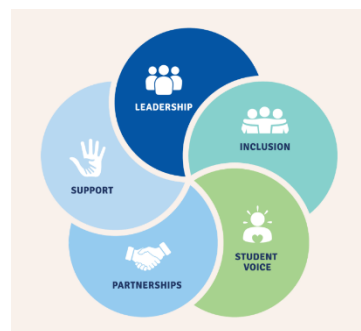 LEADERSHIP
INCLUSION
STUDENT
VOICE
PARTNERSHIPS
SUPPORT